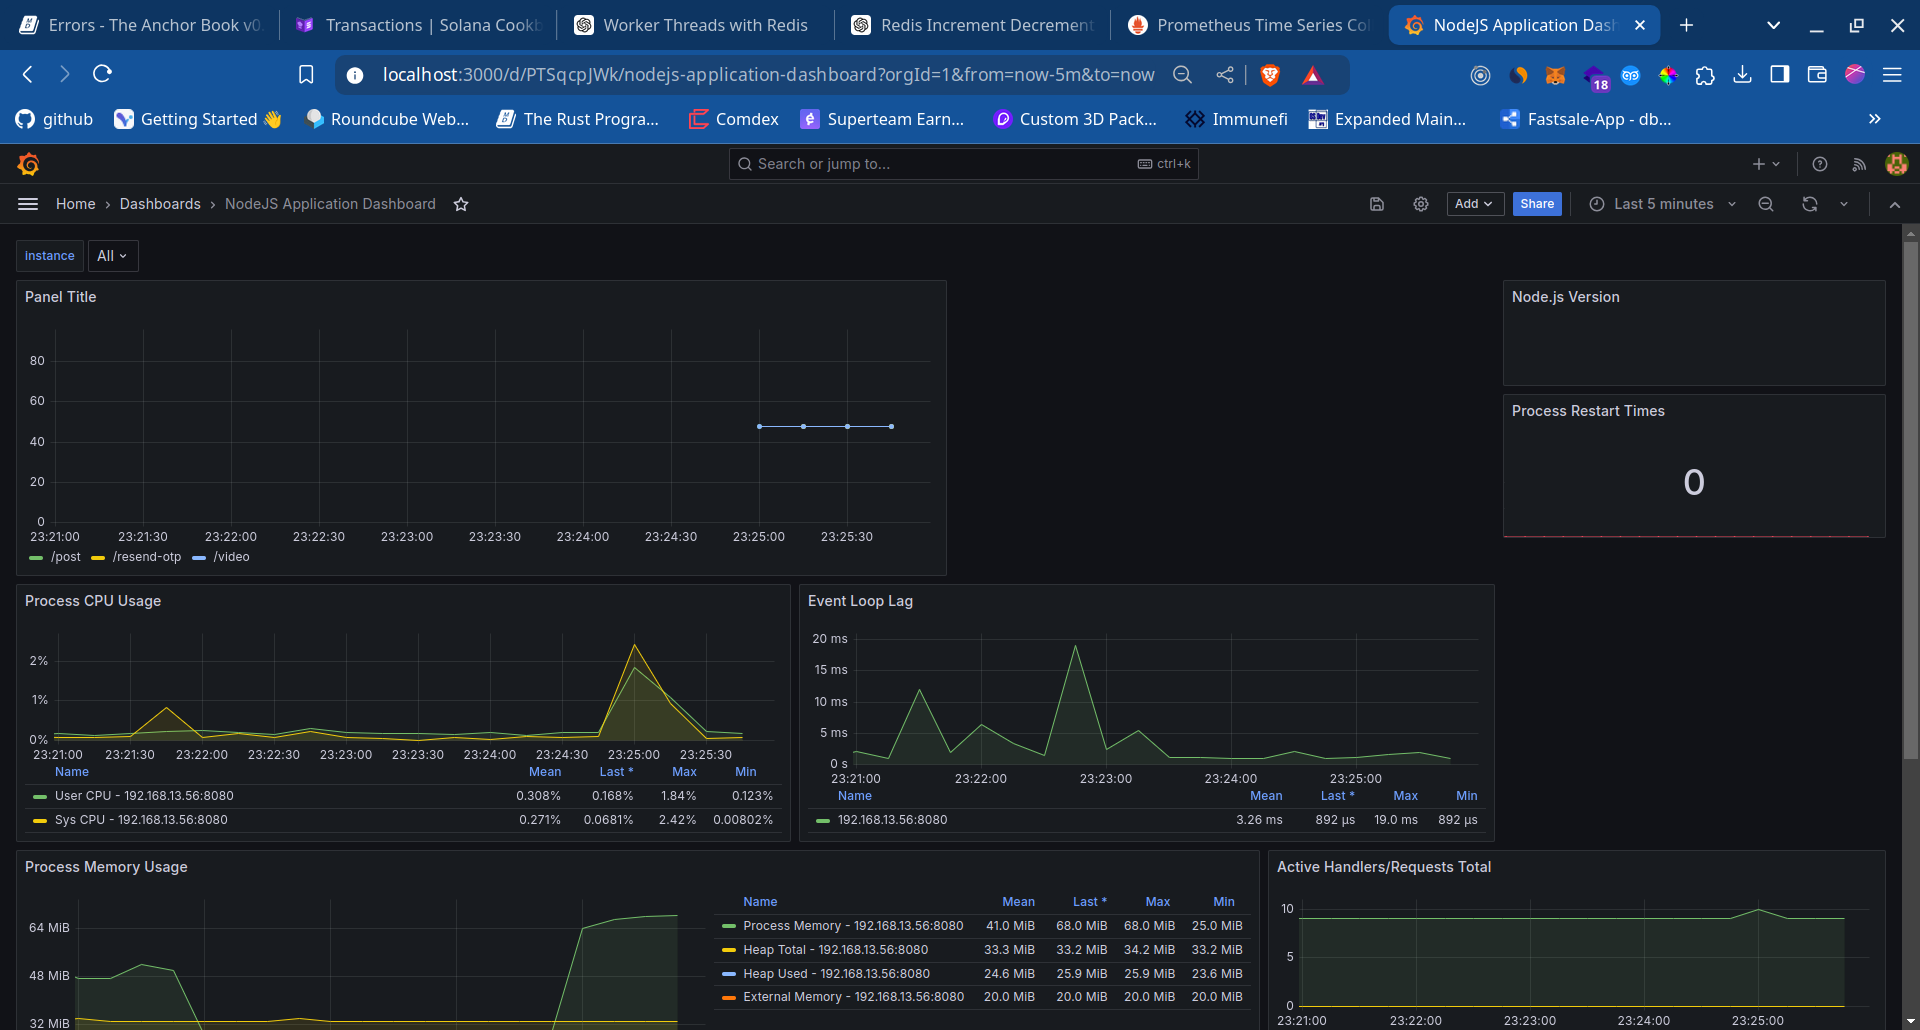 Errors - The Anchor Book v0.
Transactions | Solana Cookb
Worker Threads with Redis
Redis Increment Decrement
Prometheus Time Series Col
NodeJS Application Dash
localhost:3000/d/PTSqcpJWk/nodejs-application-dashboard?orgId=1&from=now-5m&to=now
18
github
Getting Started 👋
Roundcube Web...
The Rust Progra...
Comdex
Superteam Earn...
Custom 3D Pack...
Immunefi
Expanded Main...
Fastsale-App - db...
Search or jump to...
ctrl+k
Home › Dashboards › NodeJS Application Dashboard
Add
Share
Last 5 minutes
instance
All
Panel Title
80
60
40
20
0
23:21:00 23:21:30 23:22:00 23:22:30 23:23:00 23:23:30 23:24:00 23:24:30 23:25:00 23:25:30
/post /resend-otp /video
Node.js Version
Process Restart Times
0
Process CPU Usage
2%
1%
0%
23:21:00 23:21:30 23:22:00 23:22:30 23:23:00 23:23:30 23:24:00 23:24:30 23:25:00 23:25:30
Name Mean Last * Max Min
User CPU - 192.168.13.56:8080 0.308% 0.168% 1.84% 0.123%
Sys CPU - 192.168.13.56:8080 0.271% 0.0681% 2.42% 0.00802%
Event Loop Lag
20 ms
15 ms
10 ms
5 ms
0 s
23:21:00 23:22:00 23:23:00 23:24:00 23:25:00
Name Mean Last * Max Min
192.168.13.56:8080 3.26 ms 892 µs 19.0 ms 892 µs
Process Memory Usage
64 MiB
48 MiB
32 MiB
Name Mean Last * Max Min
Process Memory - 192.168.13.56:8080 41.0 MiB 68.0 MiB 68.0 MiB 25.0 MiB
Heap Total - 192.168.13.56:8080 33.3 MiB 33.2 MiB 34.2 MiB 33.2 MiB
Heap Used - 192.168.13.56:8080 24.6 MiB 25.9 MiB 25.9 MiB 23.6 MiB
External Memory - 192.168.13.56:8080 20.0 MiB 20.0 MiB 20.0 MiB 20.0 MiB
Active Handlers/Requests Total
10
5
0
23:21:00 23:22:00 23:23:00 23:24:00 23:25:00